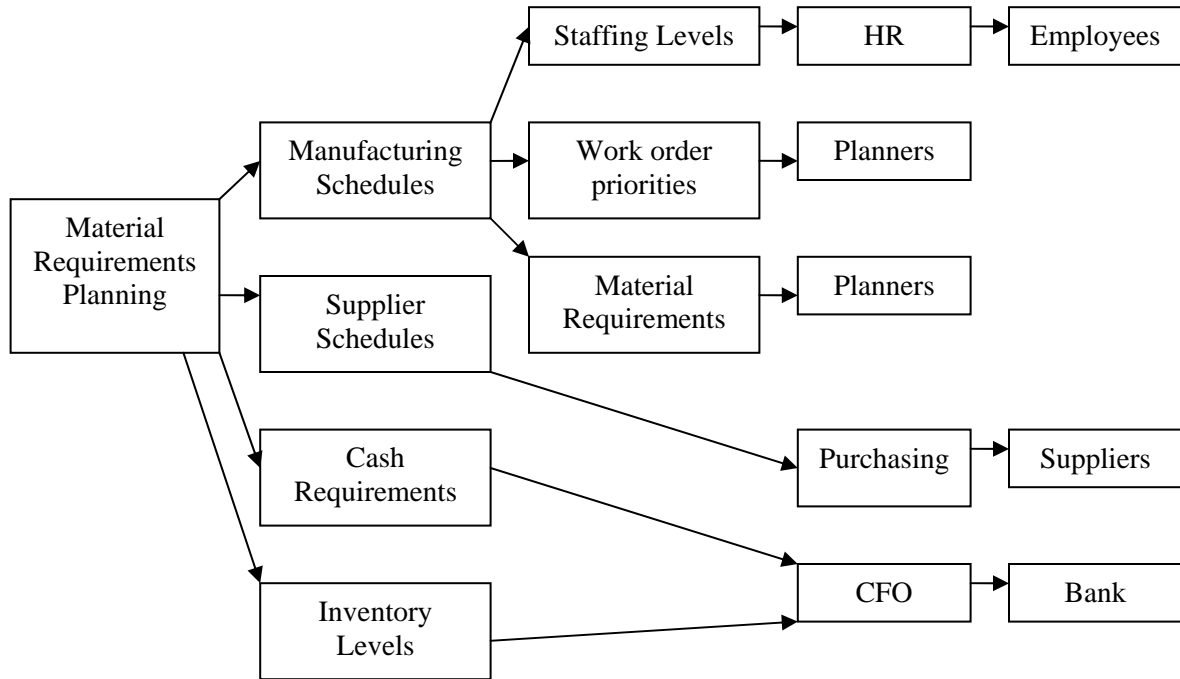 Staffing Levels
HR
Employees
Manufacturing
Schedules
Work order
priorities
Planners
Material
Requirements
Planning
Supplier
Schedules
Material
Requirements
Planners
Cash
Requirements
Purchasing
Suppliers
Inventory
Levels
CFO
Bank